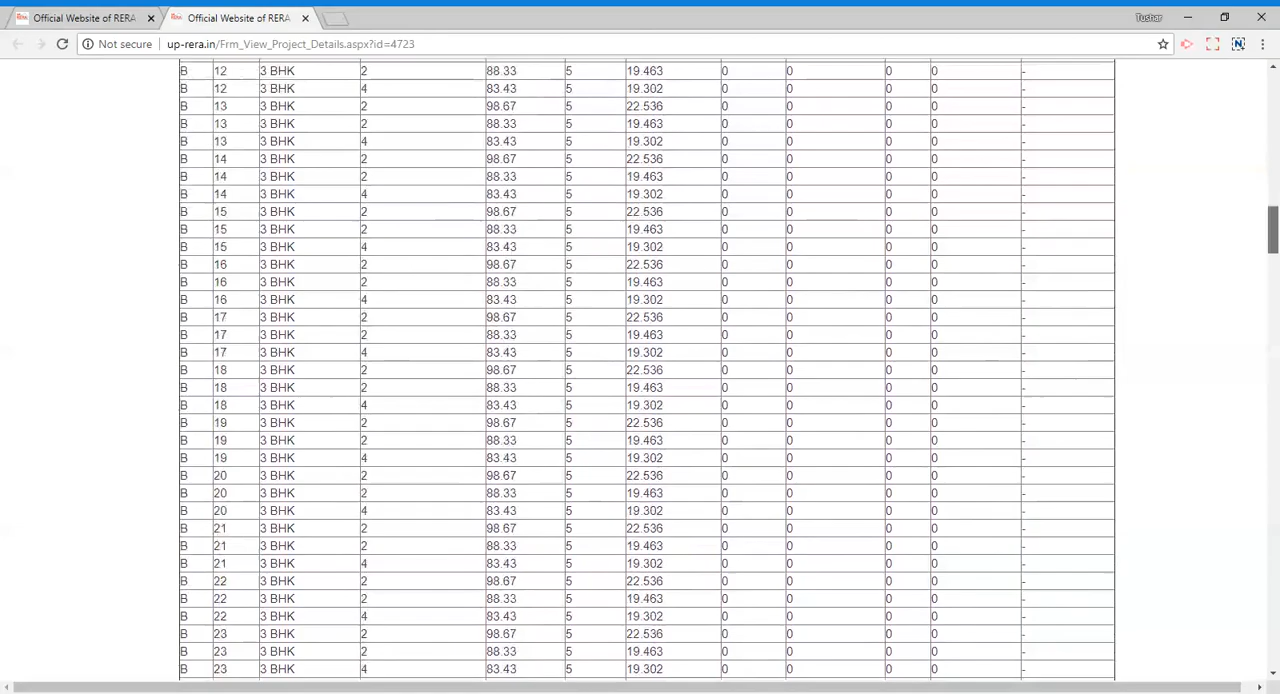 Official Website of RERA
Official Website of RERA
Tushar
Not secure up-rera.in/Frm_View_Project_Details.aspx?id=4723
B 12 3 BHK 2 88.33 5 19.463 0 0 0 0 -
B 12 3 BHK 4 83.43 5 19.302 0 0 0 0 -
B 13 3 BHK 2 98.67 5 22.536 0 0 0 0 -
B 13 3 BHK 2 88.33 5 19.463 0 0 0 0 -
B 13 3 BHK 4 83.43 5 19.302 0 0 0 0 -
B 14 3 BHK 2 98.67 5 22.536 0 0 0 0 -
B 14 3 BHK 2 88.33 5 19.463 0 0 0 0 -
B 14 3 BHK 4 83.43 5 19.302 0 0 0 0 -
B 15 3 BHK 2 98.67 5 22.536 0 0 0 0 -
B 15 3 BHK 2 88.33 5 19.463 0 0 0 0 -
B 15 3 BHK 4 83.43 5 19.302 0 0 0 0 -
B 16 3 BHK 2 98.67 5 22.536 0 0 0 0 -
B 16 3 BHK 2 88.33 5 19.463 0 0 0 0 -
B 16 3 BHK 4 83.43 5 19.302 0 0 0 0 -
B 17 3 BHK 2 98.67 5 22.536 0 0 0 0 -
B 17 3 BHK 2 88.33 5 19.463 0 0 0 0 -
B 17 3 BHK 4 83.43 5 19.302 0 0 0 0 -
B 18 3 BHK 2 98.67 5 22.536 0 0 0 0 -
B 18 3 BHK 2 88.33 5 19.463 0 0 0 0 -
B 18 3 BHK 4 83.43 5 19.302 0 0 0 0 -
B 19 3 BHK 2 98.67 5 22.536 0 0 0 0 -
B 19 3 BHK 2 88.33 5 19.463 0 0 0 0 -
B 19 3 BHK 4 83.43 5 19.302 0 0 0 0 -
B 20 3 BHK 2 98.67 5 22.536 0 0 0 0 -
B 20 3 BHK 2 88.33 5 19.463 0 0 0 0 -
B 20 3 BHK 4 83.43 5 19.302 0 0 0 0 -
B 21 3 BHK 2 98.67 5 22.536 0 0 0 0 -
B 21 3 BHK 2 88.33 5 19.463 0 0 0 0 -
B 21 3 BHK 4 83.43 5 19.302 0 0 0 0 -
B 22 3 BHK 2 98.67 5 22.536 0 0 0 0 -
B 22 3 BHK 2 88.33 5 19.463 0 0 0 0 -
B 22 3 BHK 4 83.43 5 19.302 0 0 0 0 -
B 23 3 BHK 2 98.67 5 22.536 0 0 0 0 -
B 23 3 BHK 2 88.33 5 19.463 0 0 0 0 -
B 23 3 BHK 4 83.43 5 19.302 0 0 0 0 -